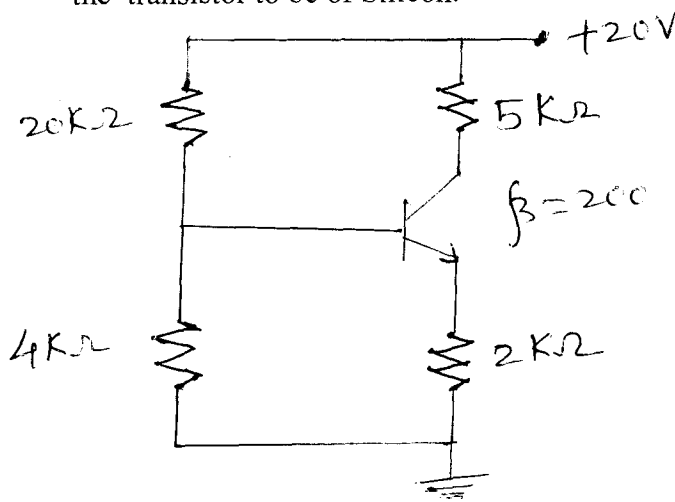 the transistor to be of Silicon.
+20V
20KΩ
5KΩ
β=200
4KΩ
2KΩ